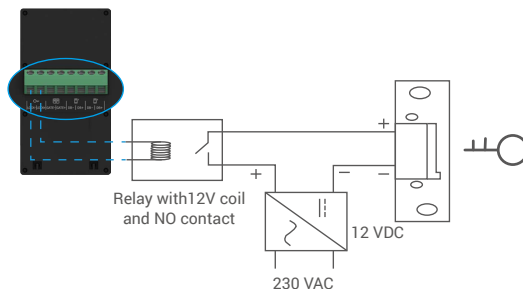 Relay with12V coil
and NO contact
+
+
−
−
12 VDC
230 VAC